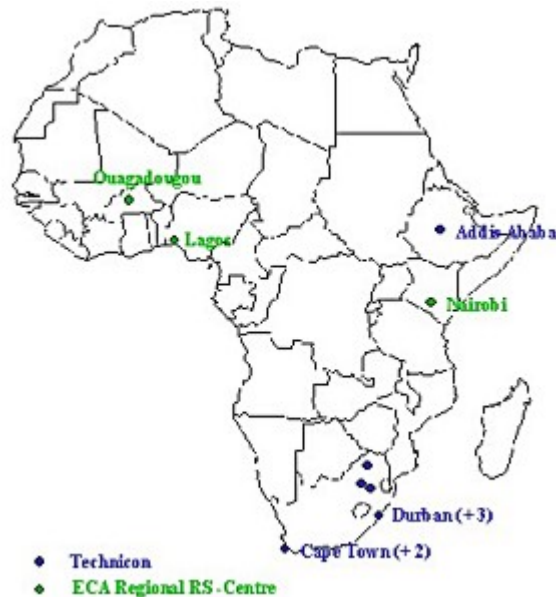 Ouagadougou
Lagos
Addis Ababa
Nairobi
Durban (+3)
Cape Town (+2)
Technicon
ECA Regional RS-Centre